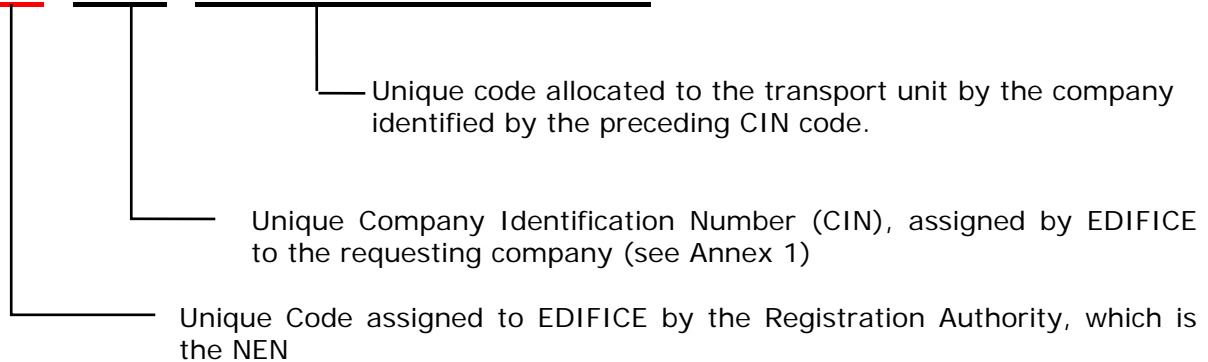 Unique code allocated to the transport unit by the company
identified by the preceding CIN code.
Unique Company Identification Number (CIN), assigned by EDIFICE
to the requesting company (see Annex 1)
Unique Code assigned to EDIFICE by the Registration Authority, which is
the NEN